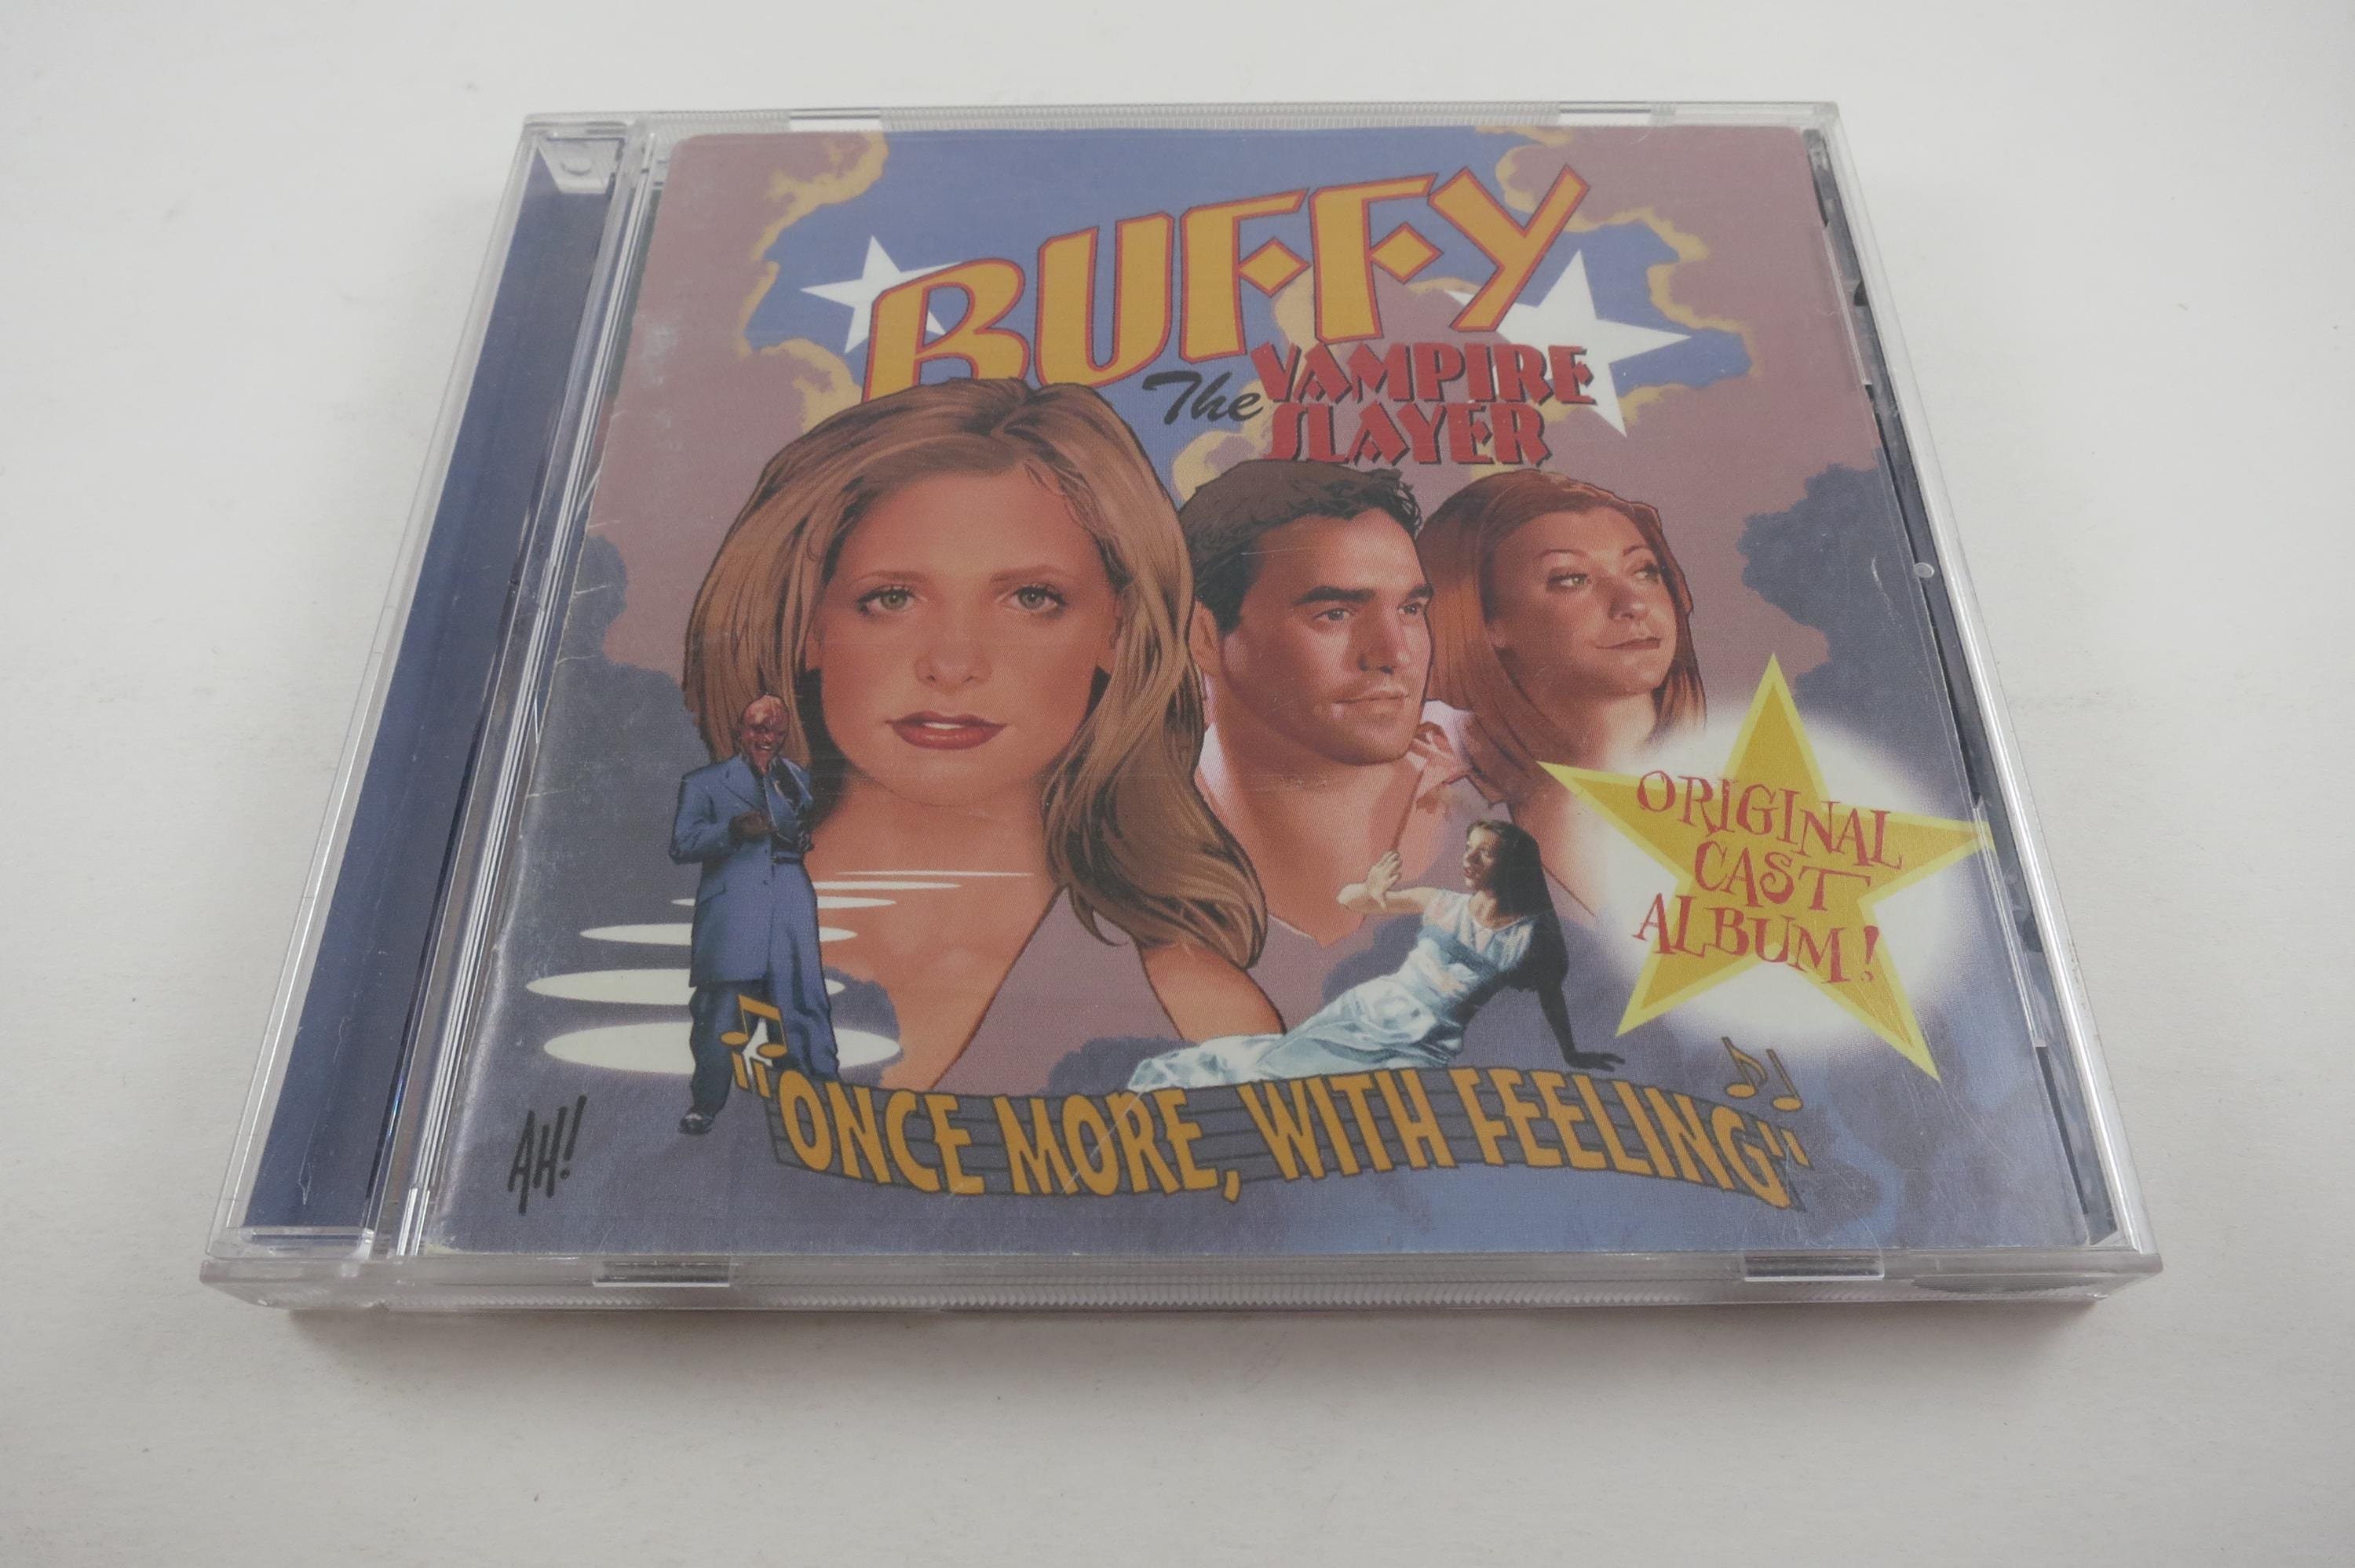 BUFFY
The VAMPIRE
SLAYER
ORIGINAL
CAST
ALBUM!
"ONCE MORE, WITH FEELING"
AH!